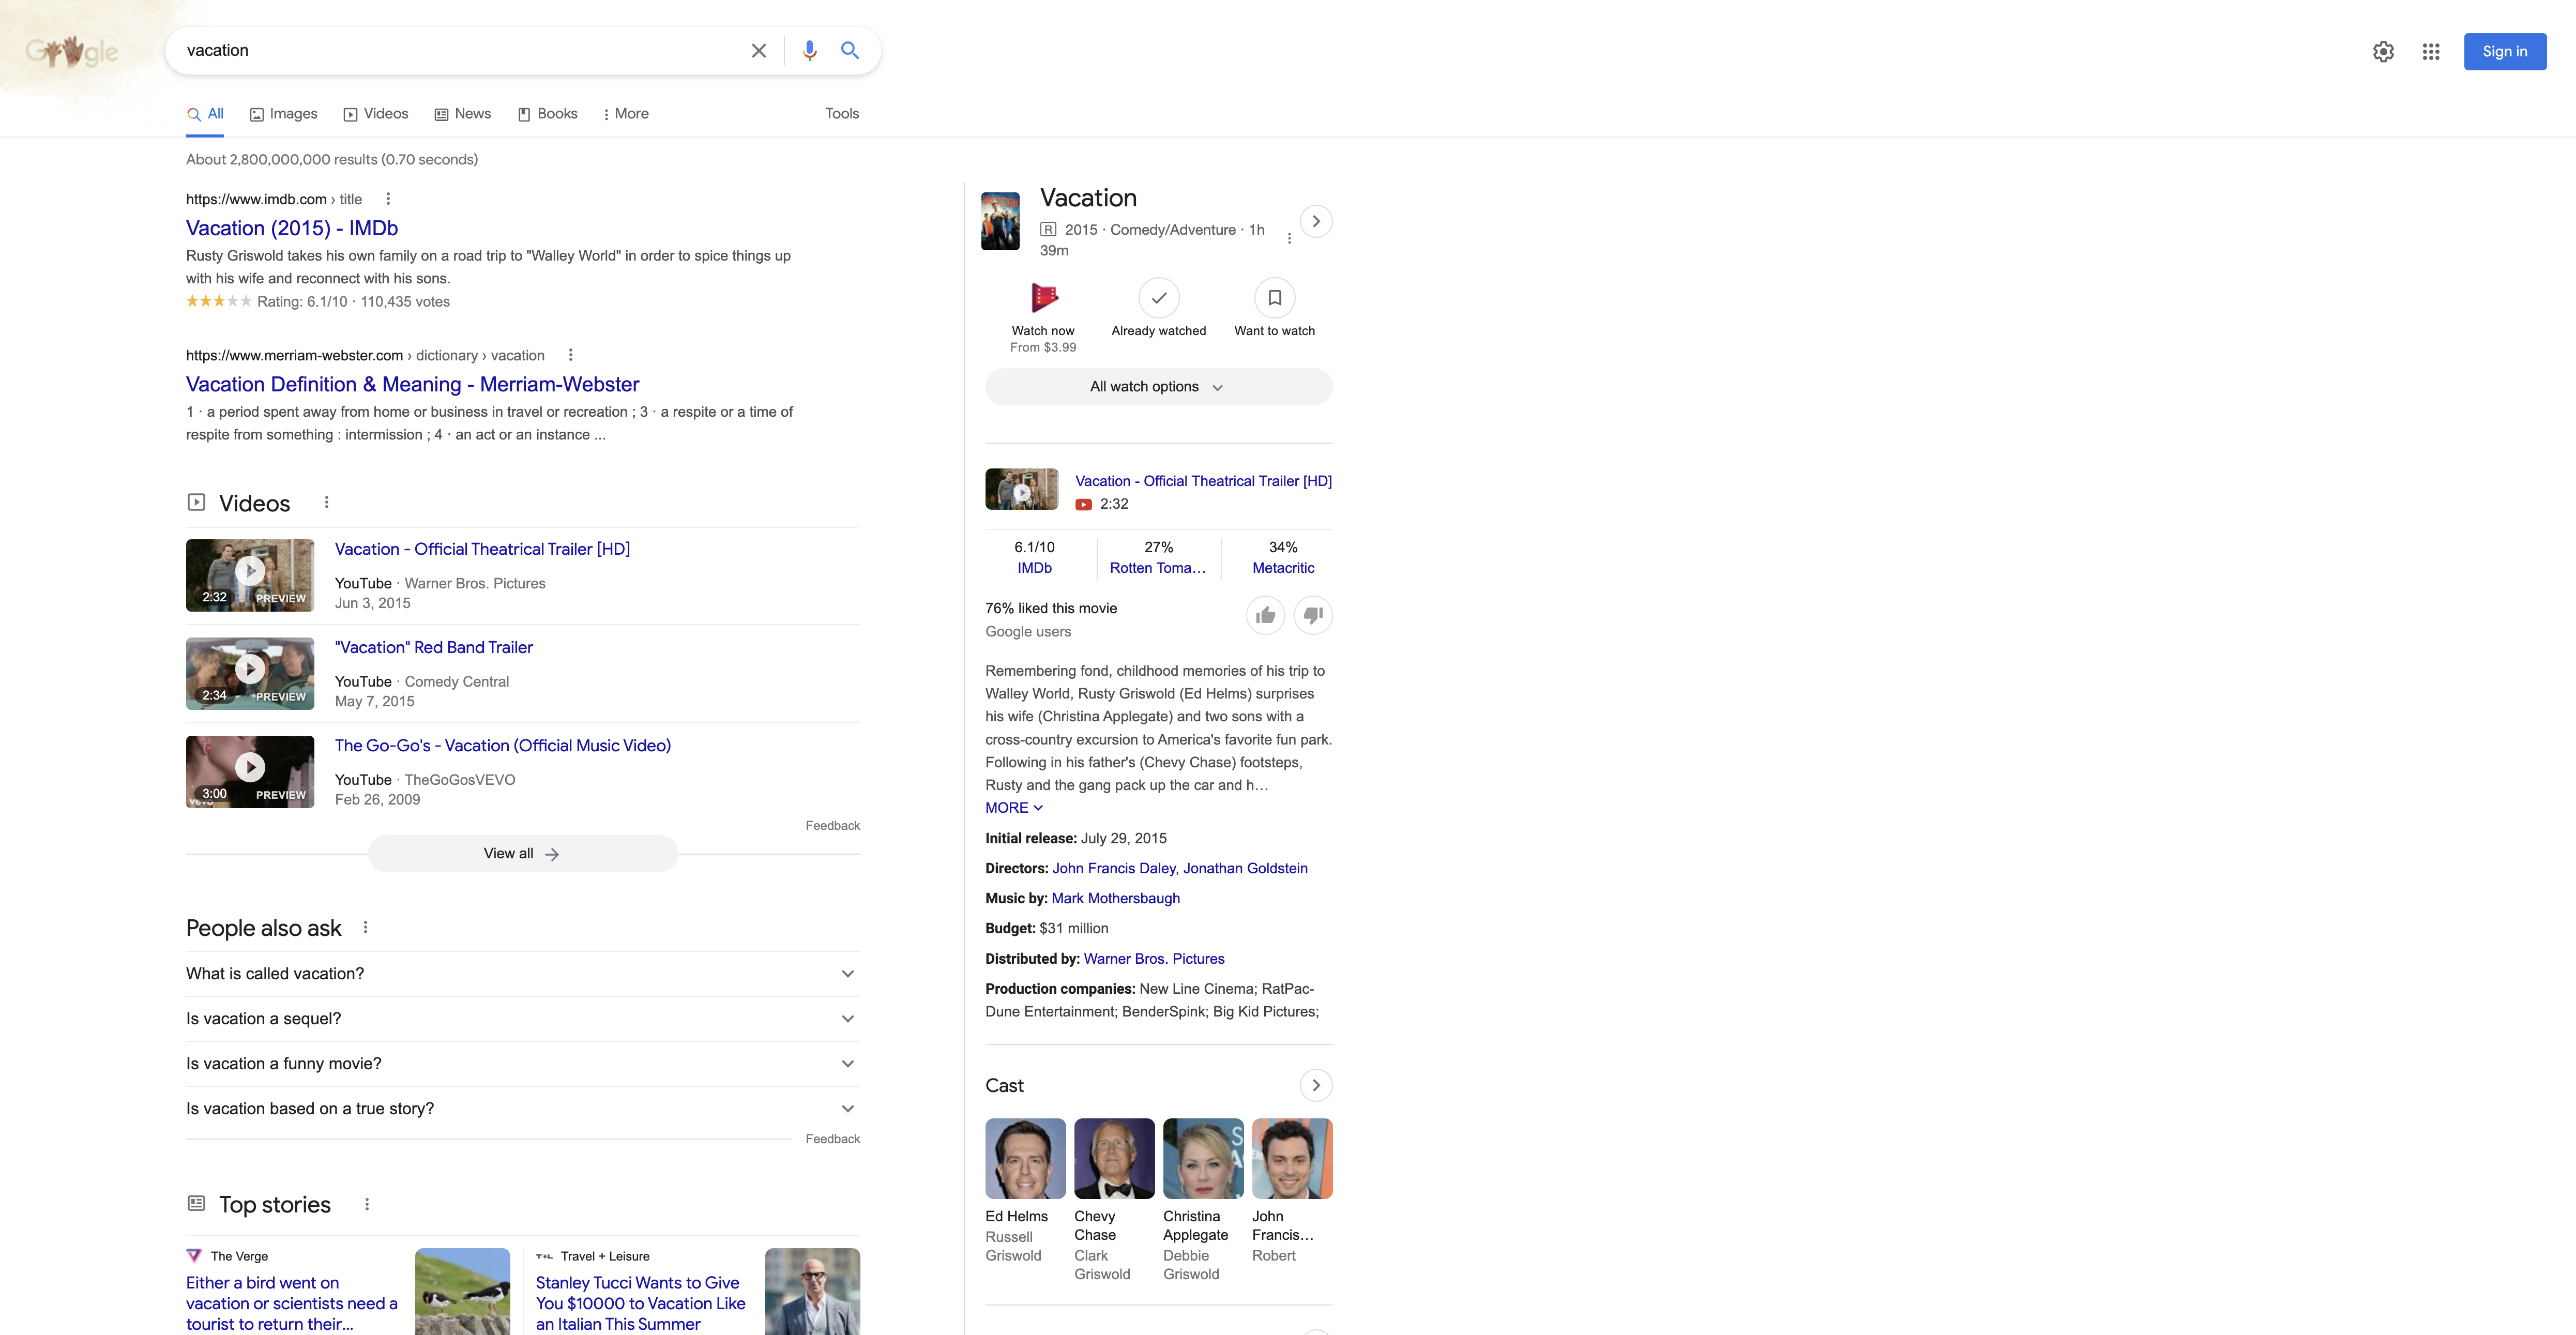 Google
vacation
Sign in
All
Images
Videos
News
Books
More
Tools
About 2,800,000,000 results (0.70 seconds)
https://www.imdb.com › title
Vacation (2015) - IMDb
Rusty Griswold takes his own family on a road trip to "Walley World" in order to spice things up
with his wife and reconnect with his sons.
Rating: 6.1/10 · 110,435 votes
https://www.merriam-webster.com › dictionary › vacation
Vacation Definition & Meaning - Merriam-Webster
1 · a period spent away from home or business in travel or recreation ; 3 · a respite or a time of
respite from something : intermission ; 4 · an act or an instance ...
Videos
2:32 PREVIEW
Vacation - Official Theatrical Trailer [HD]
YouTube · Warner Bros. Pictures
Jun 3, 2015
2:34 PREVIEW
"Vacation" Red Band Trailer
YouTube · Comedy Central
May 7, 2015
3:00 PREVIEW
The Go-Go's - Vacation (Official Music Video)
YouTube · TheGoGosVEVO
Feb 26, 2009
Feedback
View all
People also ask
What is called vacation?
Is vacation a sequel?
Is vacation a funny movie?
Is vacation based on a true story?
Feedback
Top stories
The Verge
Either a bird went on
vacation or scientists need a
tourist to return their...
T+L Travel + Leisure
Stanley Tucci Wants to Give
You $10000 to Vacation Like
an Italian This Summer
Vacation
R 2015 · Comedy/Adventure · 1h
39m
Watch now
From $3.99
Already watched
Want to watch
All watch options
Vacation - Official Theatrical Trailer [HD]
2:32
6.1/10
IMDb
27%
Rotten Toma…
34%
Metacritic
76% liked this movie
Google users
Remembering fond, childhood memories of his trip to
Walley World, Rusty Griswold (Ed Helms) surprises
his wife (Christina Applegate) and two sons with a
cross-country excursion to America's favorite fun park.
Following in his father's (Chevy Chase) footsteps,
Rusty and the gang pack up the car and h…
MORE
Initial release: July 29, 2015
Directors: John Francis Daley, Jonathan Goldstein
Music by: Mark Mothersbaugh
Budget: $31 million
Distributed by: Warner Bros. Pictures
Production companies: New Line Cinema; RatPac-
Dune Entertainment; BenderSpink; Big Kid Pictures;
Cast
Ed Helms
Russell
Griswold
Chevy
Chase
Clark
Griswold
Christina
Applegate
Debbie
Griswold
John
Francis…
Robert